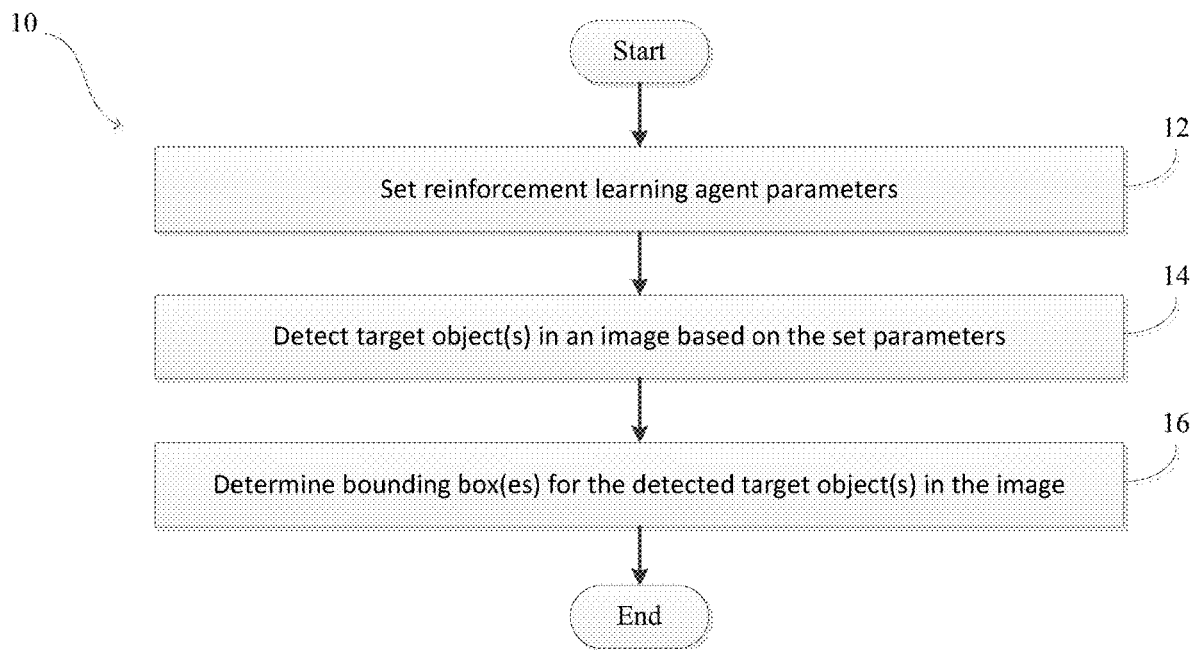 10
Start
12
Set reinforcement learning agent parameters
14
Detect target object(s) in an image based on the set parameters
16
Determine bounding box(es) for the detected target object(s) in the image
End